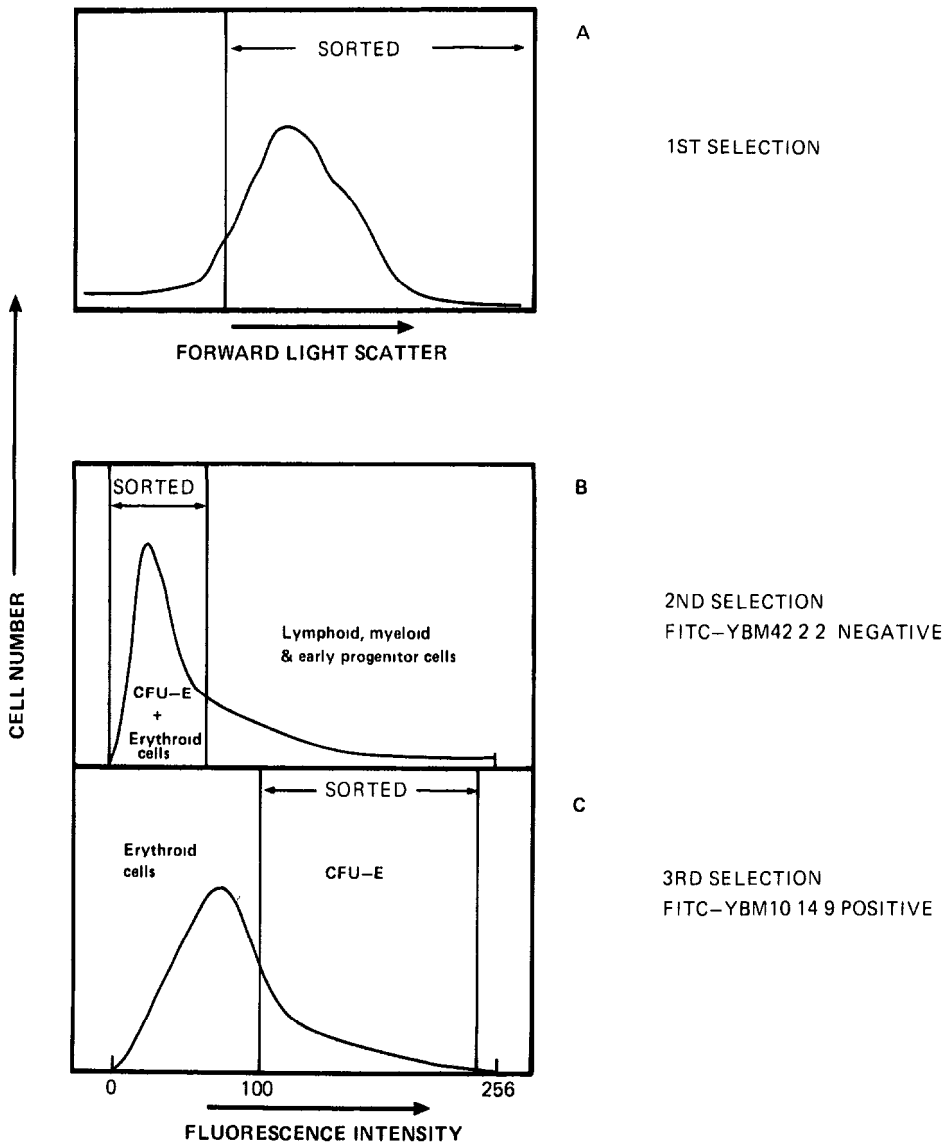 A
SORTED
1ST SELECTION
FORWARD LIGHT SCATTER
CELL NUMBER
B
SORTED
Lymphoid, myeloid
& early progenitor cells
CFU–E
+
Erythroid
cells
2ND SELECTION
FITC–YBM42 2 2 NEGATIVE
C
SORTED
Erythroid
cells
CFU–E
3RD SELECTION
FITC–YBM10 14 9 POSITIVE
0 100 256
FLUORESCENCE INTENSITY